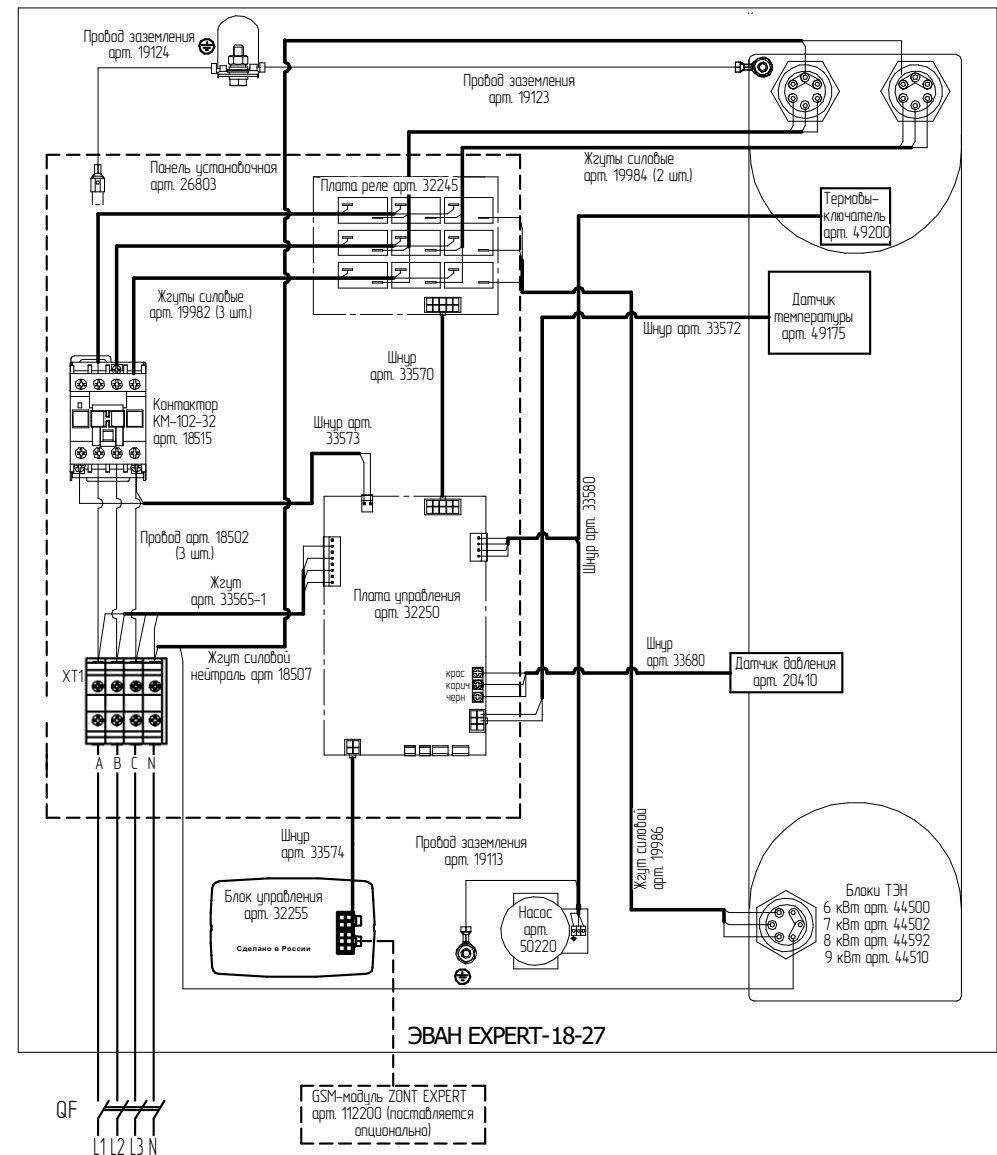 Провод заземления
арт. 19124
Провод заземления
арт. 19123
Панель установочная
арт. 26803
Плата реле арт. 32245
Жгуты силовые
арт. 19984 (2 шт.)
Термовы-
ключатель
арт. 49200
Жгуты силовые
арт. 19982 (3 шт.)
Датчик
температуры
арт. 49175
Шнур арт. 33572
Шнур
арт. 33570
Контактор
КМ-102-32
арт. 18515
Шнур арт.
33573
Шнур арт. 33580
Провод арт. 18502
(3 шт.)
Жгут
арт. 33565-1
Плата управления
арт. 32250
Жгут силовой
нейтраль арт 18507
XT1
крас
корич
черн
Шнур
арт. 33680
Датчик давления
арт. 20410
A B C N
Шнур
арт. 33574
Провод заземления
арт. 19113
Жгут силовой
арт. 19986
Блок управления
арт. 32255
Сделано в России
Насос
арт.
50220
Блоки ТЭН
6 кВт арт. 44500
7 кВт арт. 44502
8 кВт арт. 44592
9 кВт арт. 44510
ЭВАН EXPERT-18-27
GSM-модуль ZONT EXPERT
арт. 112200 (поставляется
опционально)
QF
L1 L2 L3 N